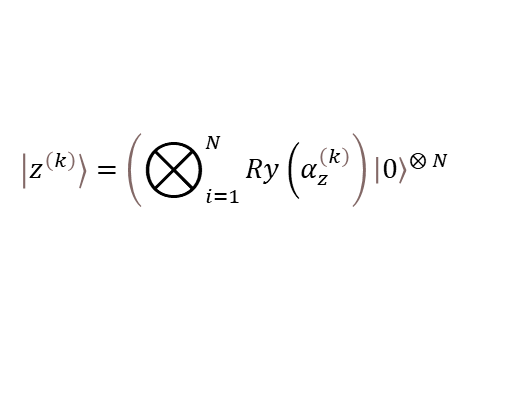 |z^(k)⟩ = (⨂_{i=1}^{N} Ry(α_z^(k))) |0⟩^{⊗ N}